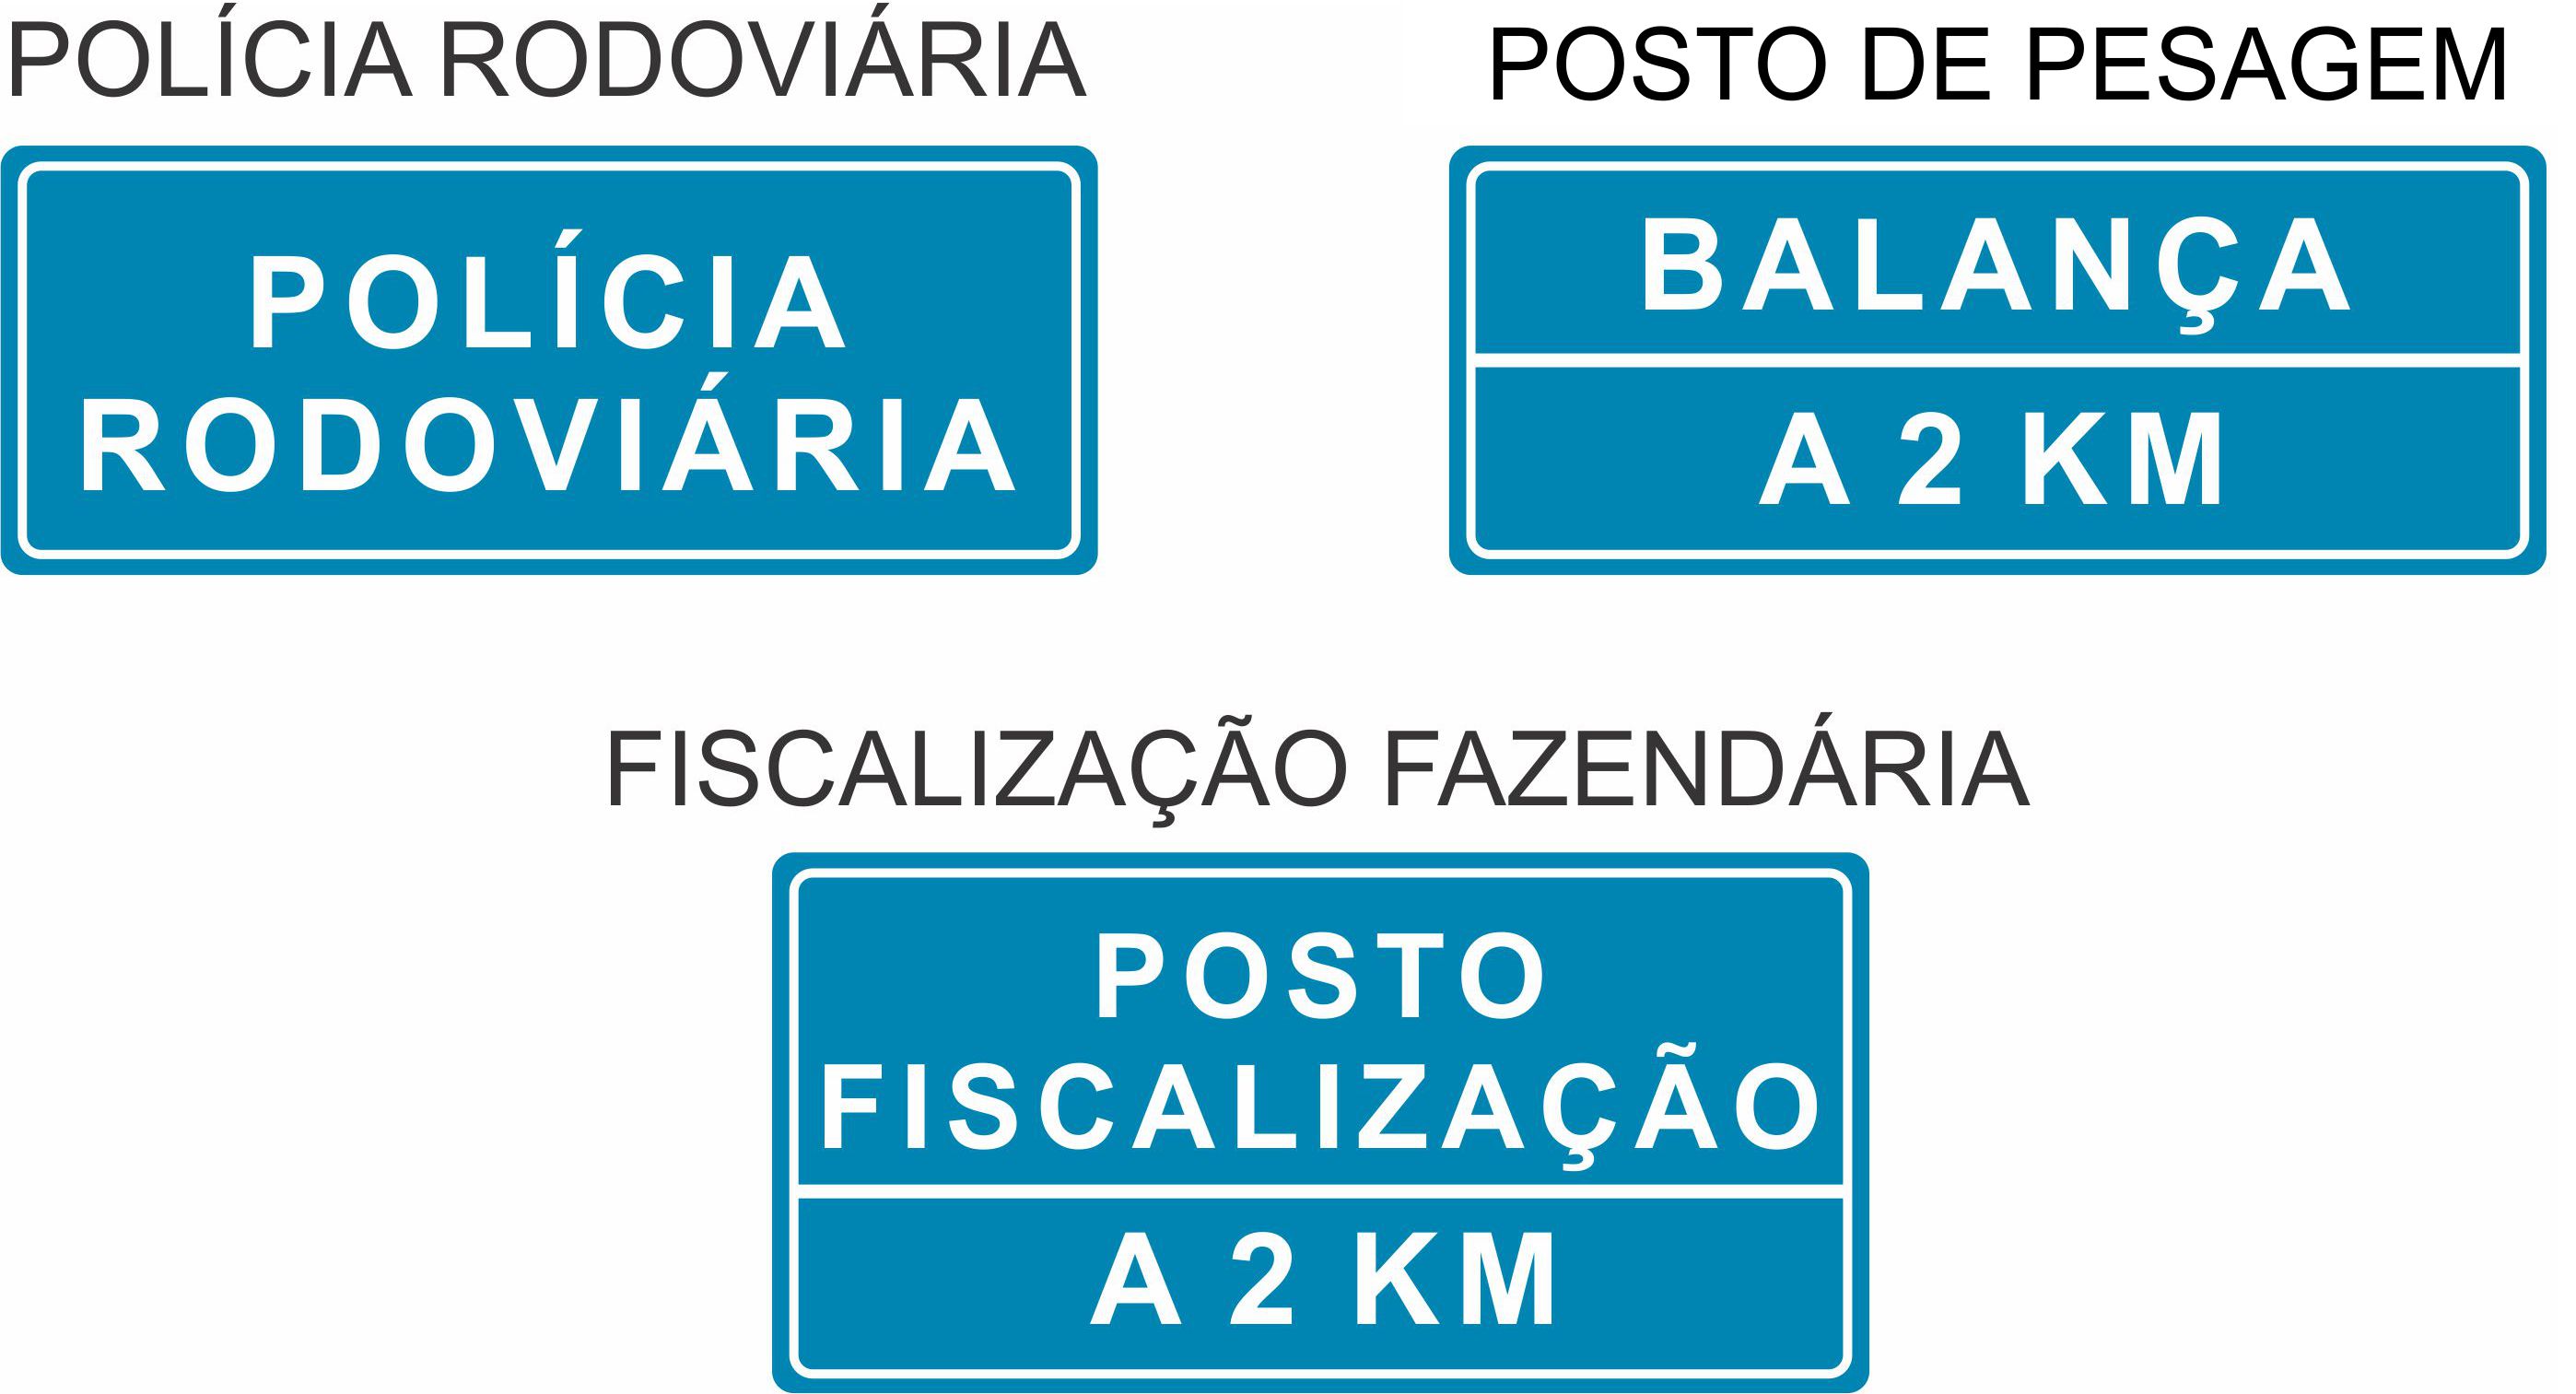 POLÍCIA RODOVIÁRIA
POLÍCIA
RODOVIÁRIA
POSTO DE PESAGEM
BALANÇA
A 2 KM
FISCALIZAÇÃO FAZENDÁRIA
POSTO
FISCALIZAÇÃO
A 2 KM